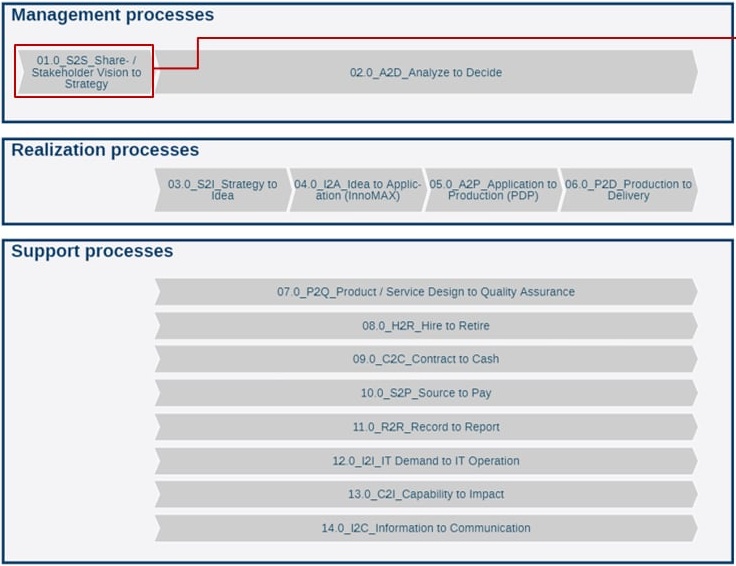 Management processes
01.0_S2S_Share- /
Stakeholder Vision to
Strategy
02.0_A2D_Analyze to Decide
Realization processes
03.0_S2I_Strategy to
Idea
04.0_I2A_Idea to Applic-
ation (InnoMAX)
05.0_A2P_Application to
Production (PDP)
06.0_P2D_Production to
Delivery
Support processes
07.0_P2Q_Product / Service Design to Quality Assurance
08.0_H2R_Hire to Retire
09.0_C2C_Contract to Cash
10.0_S2P_Source to Pay
11.0_R2R_Record to Report
12.0_I2I_IT Demand to IT Operation
13.0_C2I_Capability to Impact
14.0_I2C_Information to Communication